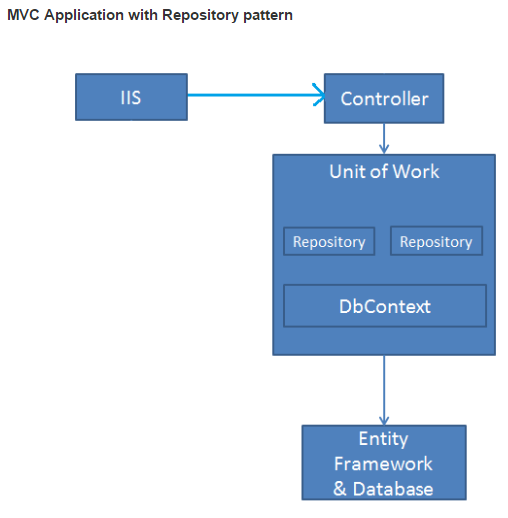 MVC Application with Repository pattern
IIS
Controller
Unit of Work
Repository
Repository
DbContext
Entity
Framework
& Database